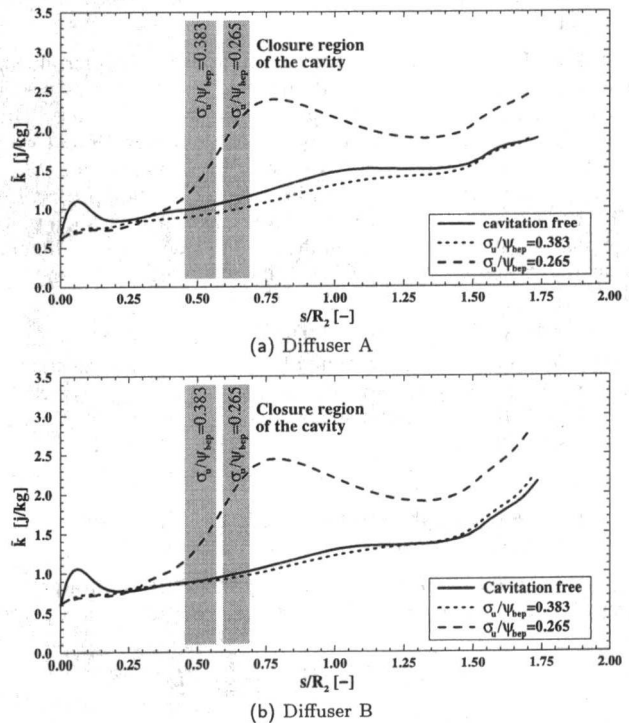 3.5
3.0
2.5
2.0
1.5
1.0
0.5
0.0
k̄ [j/kg]
σu/ψbep=0.383
σu/ψbep=0.265
Closure region
of the cavity
cavitation free
σu/ψbep=0.383
σu/ψbep=0.265
0.00 0.25 0.50 0.75 1.00 1.25 1.50 1.75 2.00
s/R2 [–]
(a) Diffuser A
3.5
3.0
2.5
2.0
1.5
1.0
0.5
0.0
k̄ [j/kg]
σu/ψbep=0.383
σu/ψbep=0.265
Closure region
of the cavity
Cavitation free
σu/ψbep=0.383
σu/ψbep=0.265
0.00 0.25 0.50 0.75 1.00 1.25 1.50 1.75 2.00
s/R2 [–]
(b) Diffuser B